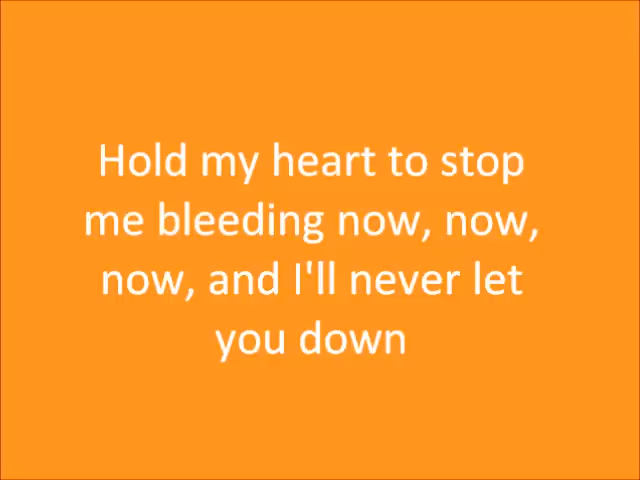 Hold my heart to stop
me bleeding now, now,
now, and I'll never let
you down